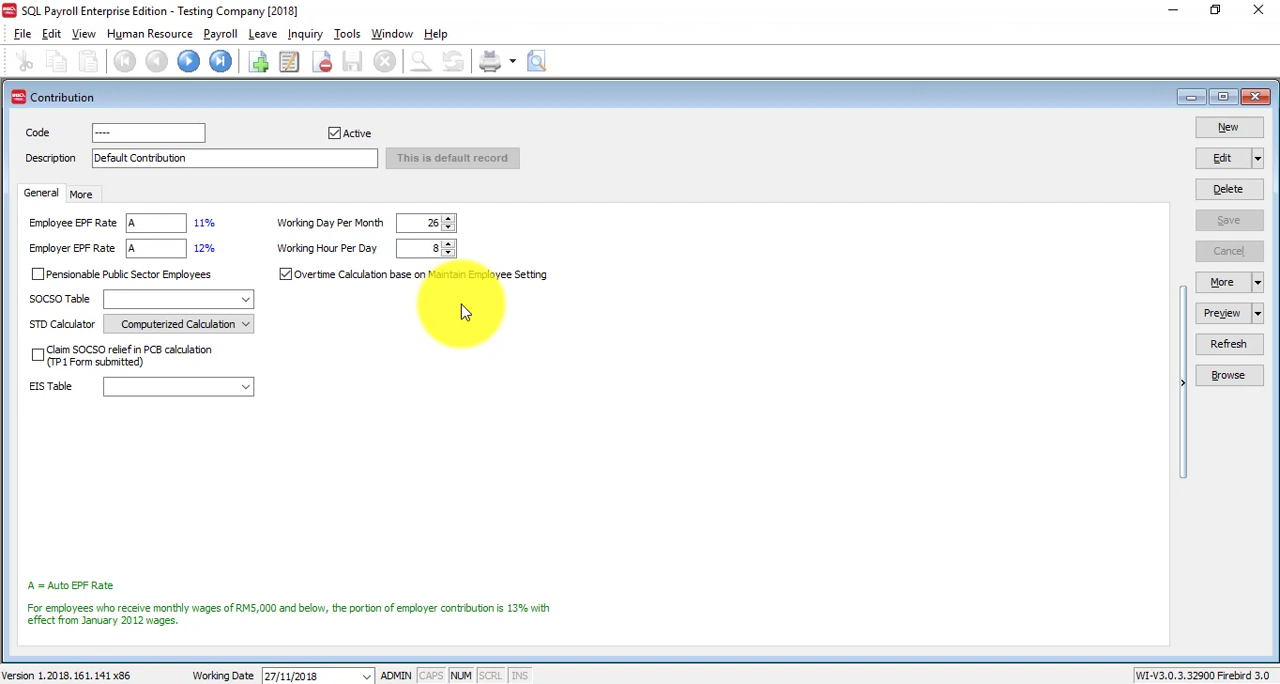 SQL Payroll Enterprise Edition - Testing Company [2018]
File Edit View Human Resource Payroll Leave Inquiry Tools Window Help
Contribution
Code ---- Active
Description Default Contribution This is default record
General More
Employee EPF Rate A 11% Working Day Per Month 26
Employer EPF Rate A 12% Working Hour Per Day 8
Pensionable Public Sector Employees Overtime Calculation base on Maintain Employee Setting
SOCSO Table
STD Calculator Computerized Calculation
Claim SOCSO relief in PCB calculation
(TP1 Form submitted)
EIS Table
A = Auto EPF Rate
For employees who receive monthly wages of RM5,000 and below, the portion of employer contribution is 13% with
effect from January 2012 wages.
New
Edit
Delete
Save
Cancel
More
Preview
Refresh
Browse
Version 1.2018.161.141 x86 Working Date 27/11/2018 ADMIN CAPS NUM SCRL INS WI-V3.0.3.32900 Firebird 3.0